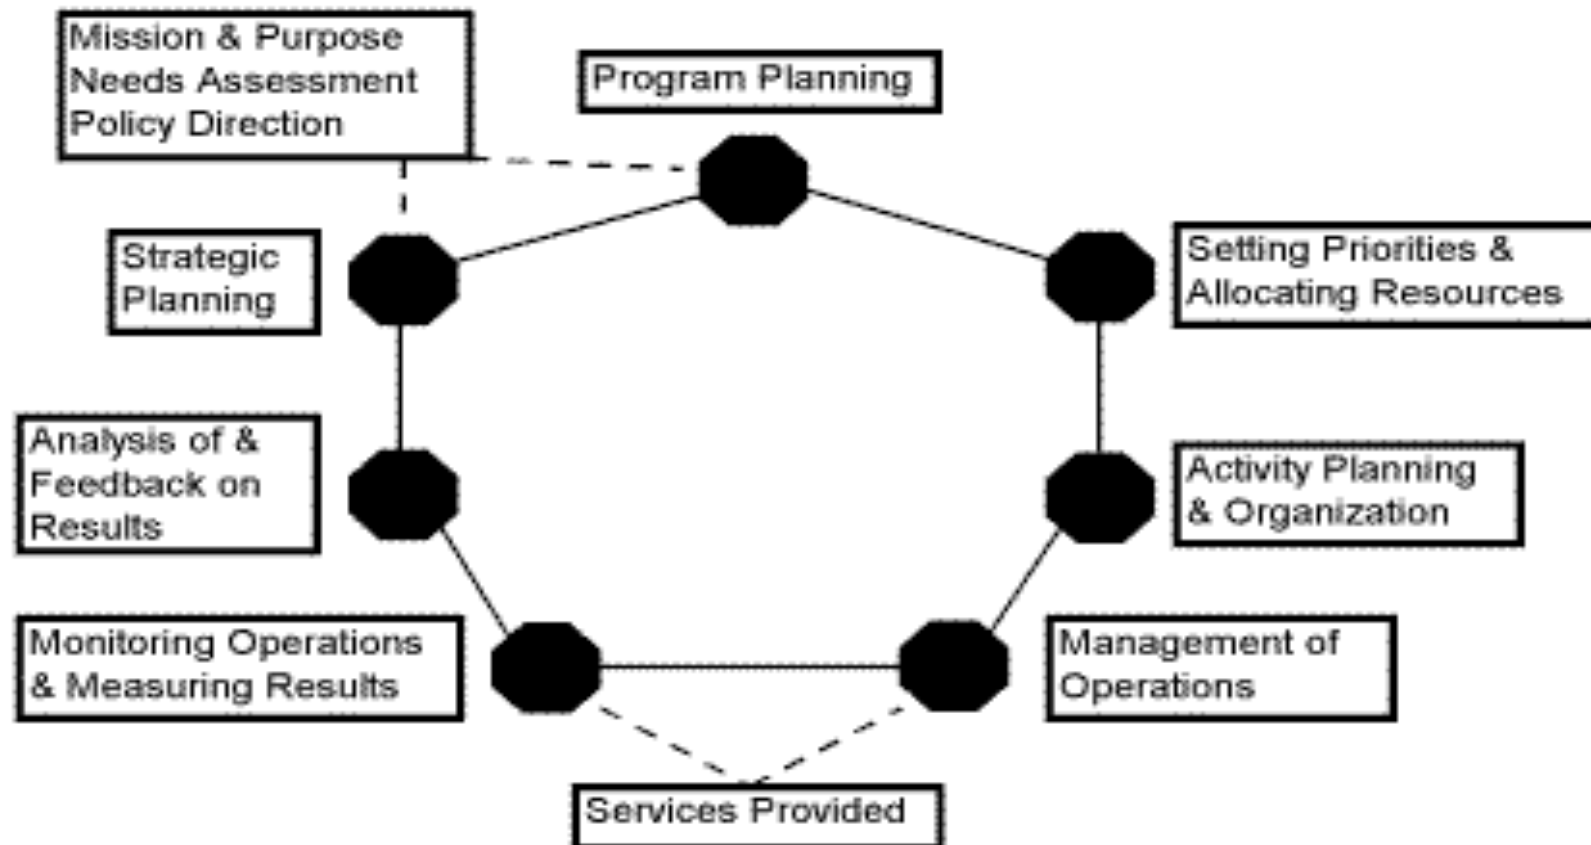 Mission & Purpose
Needs Assessment
Policy Direction
Program Planning
Strategic
Planning
Setting Priorities &
Allocating Resources
Analysis of &
Feedback on
Results
Activity Planning
& Organization
Monitoring Operations
& Measuring Results
Management of
Operations
Services Provided